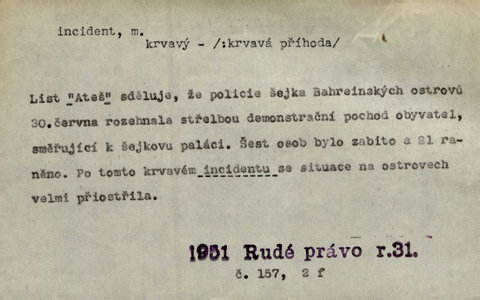 incident, m.
krvavý - /:krvavá příhoda/
List "Ateš" sděluje, že policie šejka Bahreinských ostrovů
30.června rozehnala střelbou demonstrační pochod obyvatel,
směřující k šejkovu paláci. Šest osob bylo zabito a 21 ra-
něno. Po tomto krvavém incidentu se situace na ostrovech
velmi přiostřila.
1951 Rudé právo r.31.
č. 157, 2 f